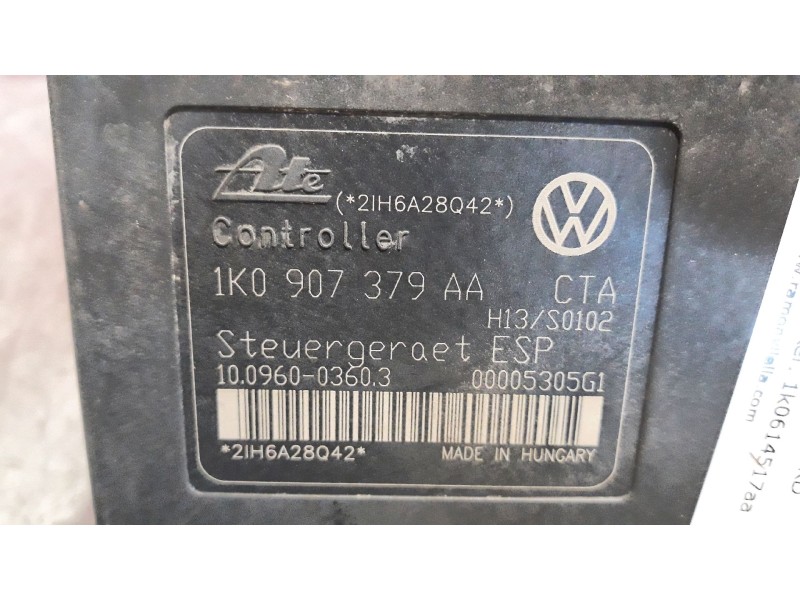 Ate (*2IH6A28Q42*)
Controller
1K0 907 379 AA CTA
H13/S0102
Steuergeraet ESP
10.0960-0360.3 00005305G1
*2IH6A28Q42* MADE IN HUNGARY
1k0614517aa